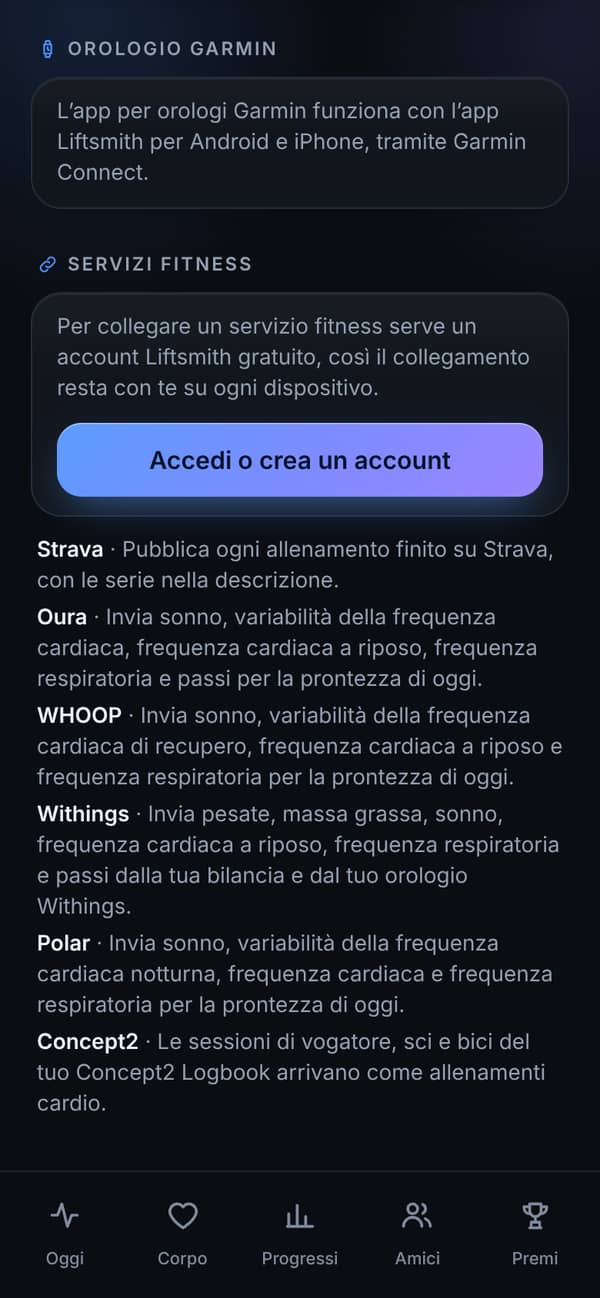 OROLOGIO GARMIN
L’app per orologi Garmin funziona con l’app
Liftsmith per Android e iPhone, tramite Garmin
Connect.
SERVIZI FITNESS
Per collegare un servizio fitness serve un
account Liftsmith gratuito, così il collegamento
resta con te su ogni dispositivo.
Accedi o crea un account
Strava · Pubblica ogni allenamento finito su Strava,
con le serie nella descrizione.
Oura · Invia sonno, variabilità della frequenza
cardiaca, frequenza cardiaca a riposo, frequenza
respiratoria e passi per la prontezza di oggi.
WHOOP · Invia sonno, variabilità della frequenza
cardiaca di recupero, frequenza cardiaca a riposo e
frequenza respiratoria per la prontezza di oggi.
Withings · Invia pesate, massa grassa, sonno,
frequenza cardiaca a riposo, frequenza respiratoria
e passi dalla tua bilancia e dal tuo orologio
Withings.
Polar · Invia sonno, variabilità della frequenza
cardiaca notturna, frequenza cardiaca e frequenza
respiratoria per la prontezza di oggi.
Concept2 · Le sessioni di vogatore, sci e bici del
tuo Concept2 Logbook arrivano come allenamenti
cardio.
Oggi Corpo Progressi Amici Premi